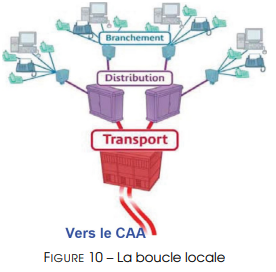 Branchement
Distribution
Transport
Vers le CAA
FIGURE 10 – La boucle locale